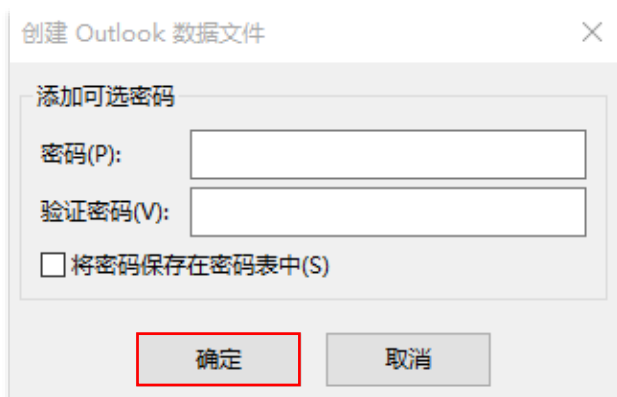 创建 Outlook 数据文件
添加可选密码
密码(P):
验证密码(V):
将密码保存在密码表中(S)
确定 取消